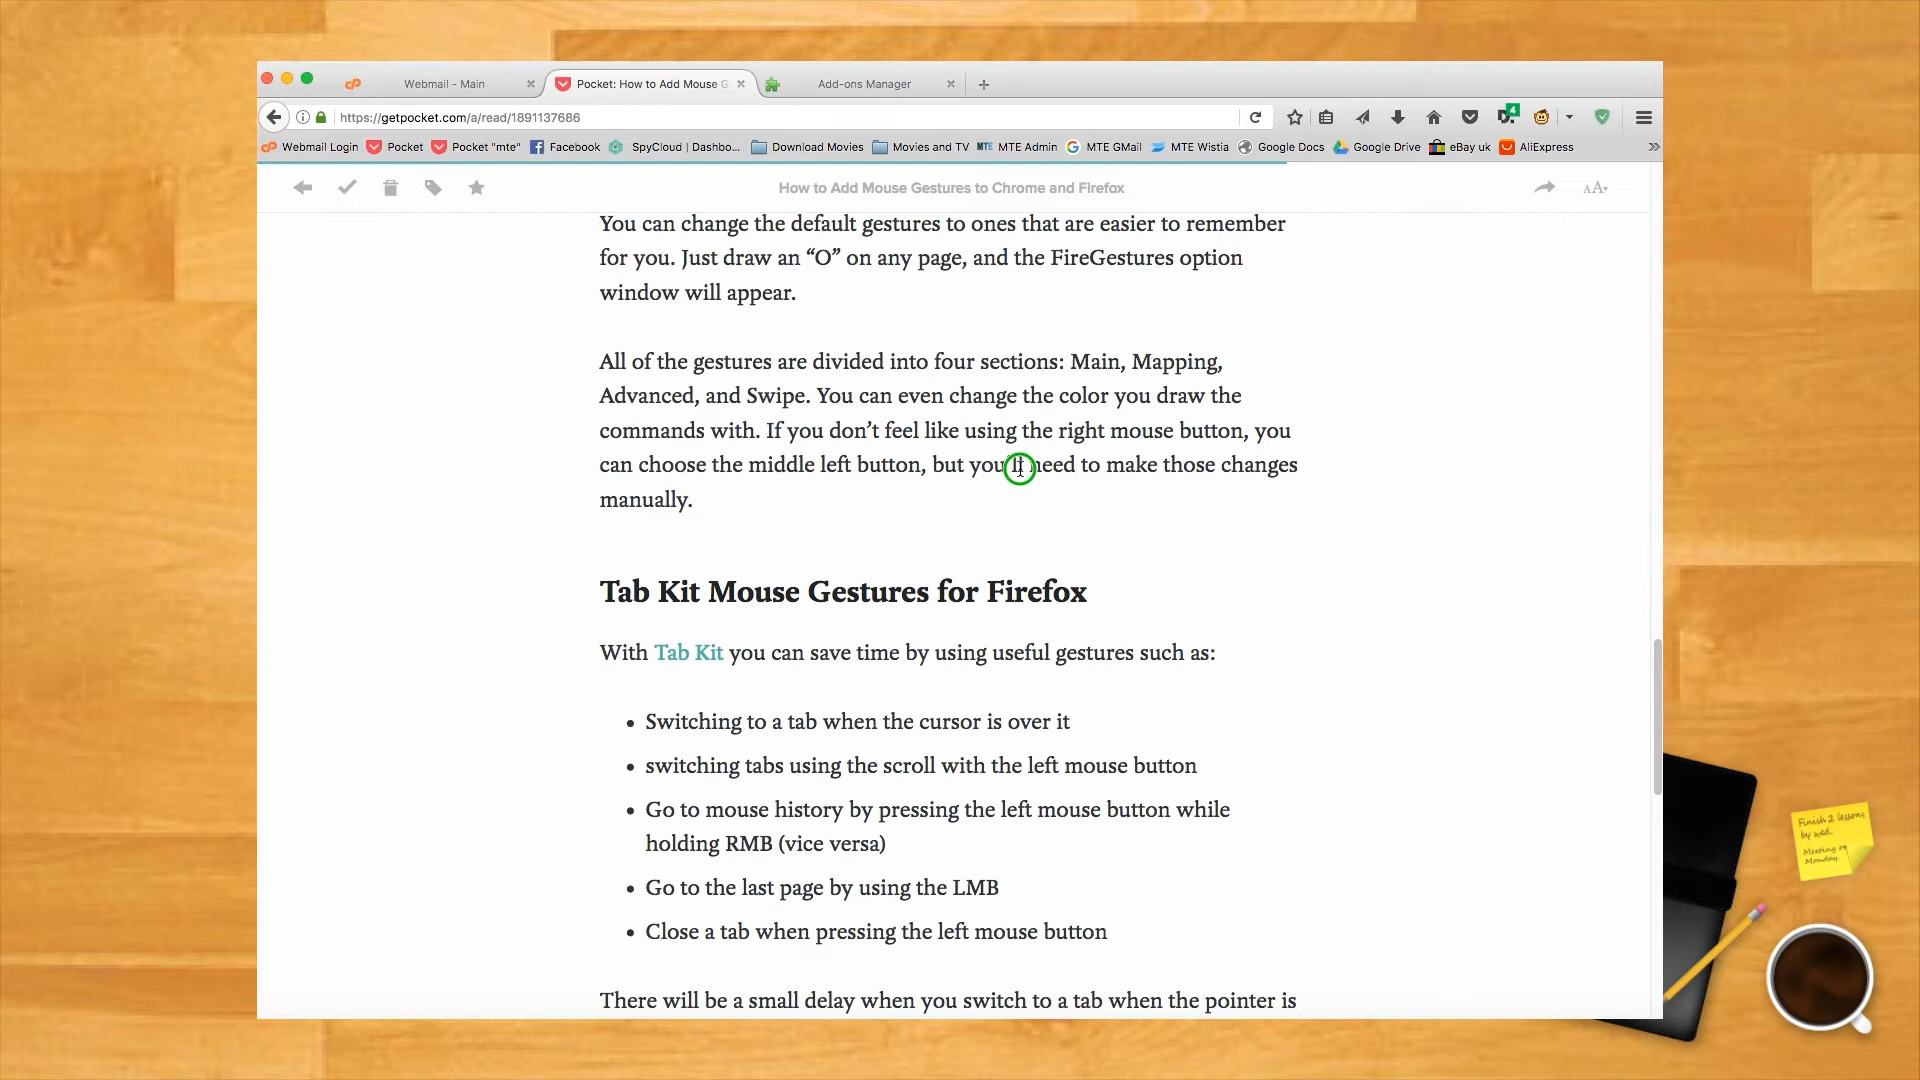 Webmail - Main
Pocket: How to Add Mouse G
Add-ons Manager
https://getpocket.com/a/read/1891137686
4
Webmail Login
Pocket
Pocket "mte"
Facebook
SpyCloud | Dashbo...
Download Movies
Movies and TV
MTE MTE Admin
MTE GMail
MTE Wistia
Google Docs
Google Drive
eBay uk
AliExpress
How to Add Mouse Gestures to Chrome and Firefox
AA
You can change the default gestures to ones that are easier to remember
for you. Just draw an “O” on any page, and the FireGestures option
window will appear.
All of the gestures are divided into four sections: Main, Mapping,
Advanced, and Swipe. You can even change the color you draw the
commands with. If you don’t feel like using the right mouse button, you
can choose the middle left button, but you’ll need to make those changes
manually.
Tab Kit Mouse Gestures for Firefox
With Tab Kit you can save time by using useful gestures such as:
• Switching to a tab when the cursor is over it
• switching tabs using the scroll with the left mouse button
• Go to mouse history by pressing the left mouse button while
holding RMB (vice versa)
• Go to the last page by using the LMB
• Close a tab when pressing the left mouse button
There will be a small delay when you switch to a tab when the pointer is
Finish 2 lessons
by wed.
Meeting on
Monday.